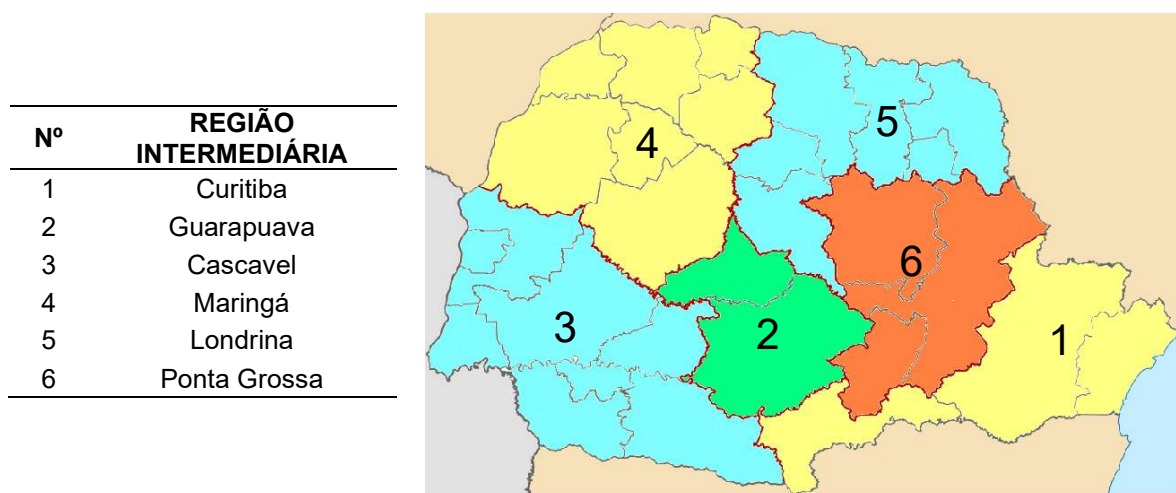 Nº REGIÃO
INTERMEDIÁRIA
1 Curitiba
2 Guarapuava
3 Cascavel
4 Maringá
5 Londrina
6 Ponta Grossa
4
5
6
3
2
1